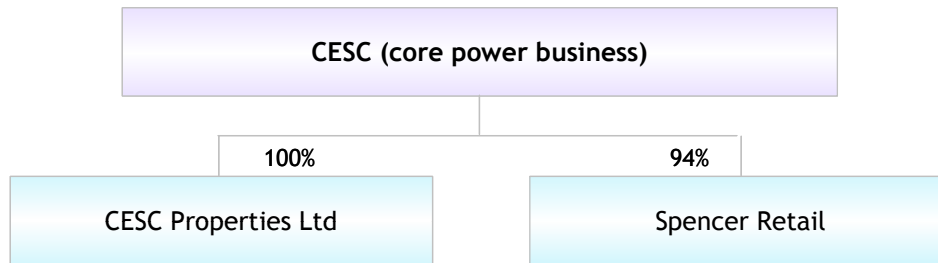 CESC (core power business)
100%
94%
CESC Properties Ltd
Spencer Retail